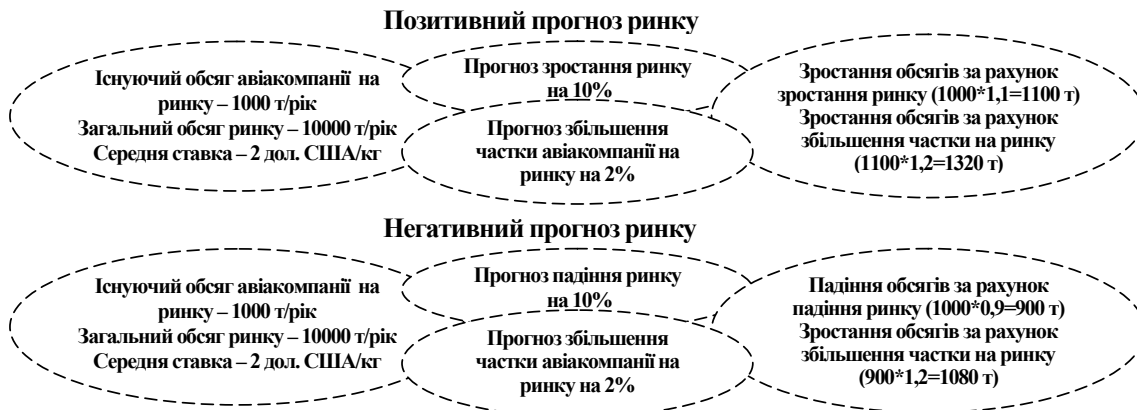 Позитивний прогноз ринку
Існуючий обсяг авіакомпанії на
ринку – 1000 т/рік
Загальний обсяг ринку – 10000 т/рік
Середня ставка – 2 дол. США/кг
Прогноз зростання ринку
на 10%
Прогноз збільшення
частки авіакомпанії на
ринку на 2%
Зростання обсягів за рахунок
зростання ринку (1000*1,1=1100 т)
Зростання обсягів за рахунок
збільшення частки на ринку
(1100*1,2=1320 т)
Негативний прогноз ринку
Існуючий обсяг авіакомпанії на
ринку – 1000 т/рік
Загальний обсяг ринку – 10000 т/рік
Середня ставка – 2 дол. США/кг
Прогноз падіння ринку
на 10%
Прогноз збільшення
частки авіакомпанії на
ринку на 2%
Падіння обсягів за рахунок
падіння ринку (1000*0,9=900 т)
Зростання обсягів за рахунок
збільшення частки на ринку
(900*1,2=1080 т)